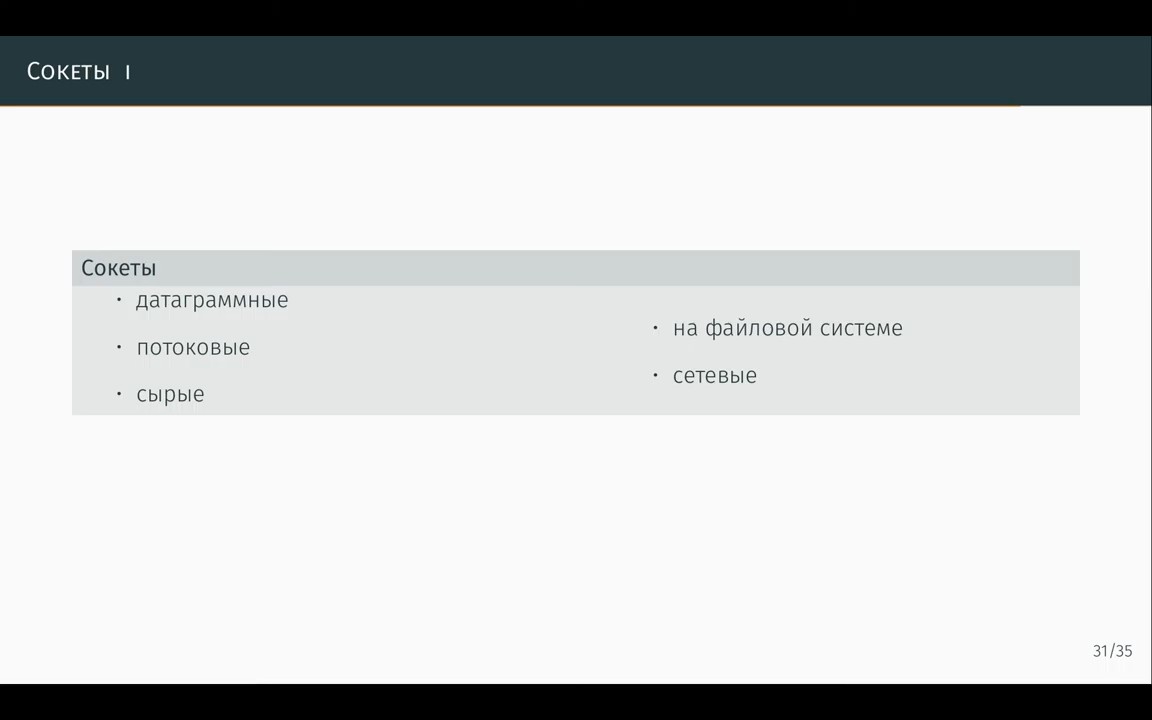 Сокеты I
Сокеты
• датаграммные
• потоковые
• сырые
• на файловой системе
• сетевые
31/35